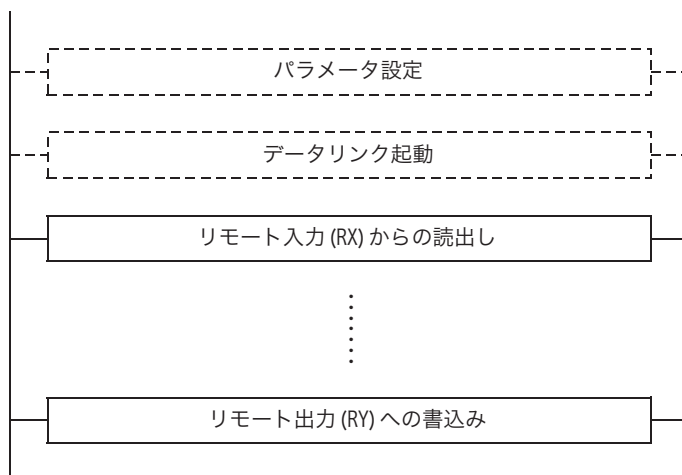 パラメータ設定
データリンク起動
リモート入力 (RX) からの読出し
リモート出力 (RY) への書込み